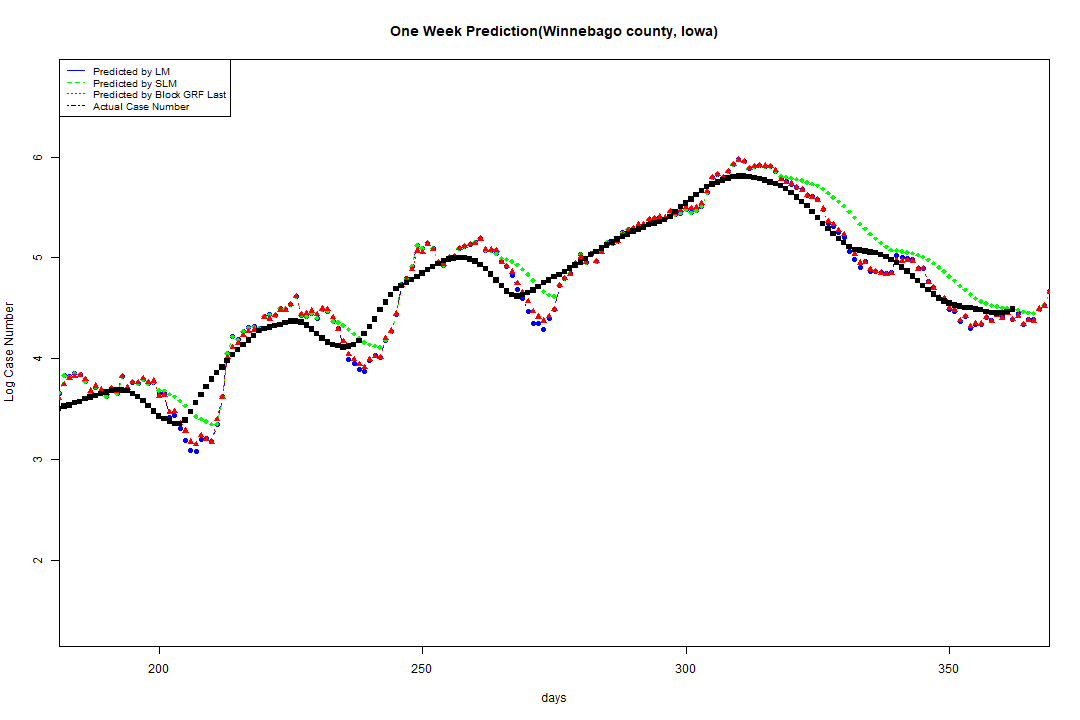 One Week Prediction(Winnebago county, Iowa)
Predicted by LM
Predicted by SLM
Predicted by Block GRF Last
Actual Case Number
6
5
4
3
2
Log Case Number
200 250 300 350
days